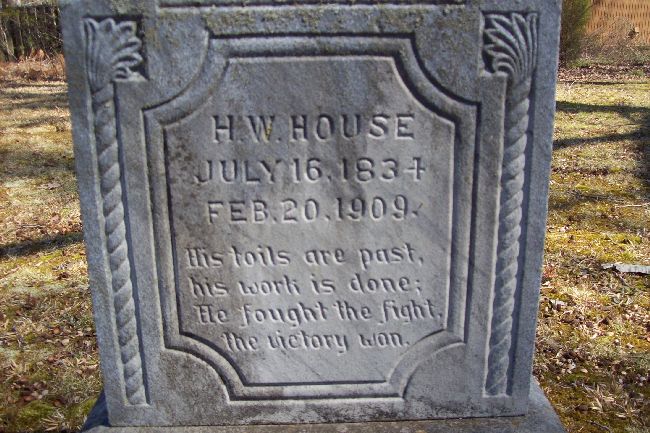 H.W. HOUSE
JULY 16, 1834
FEB. 20. 1909.
His toils are past,
his work is done;
He fought the fight,
the victory won.